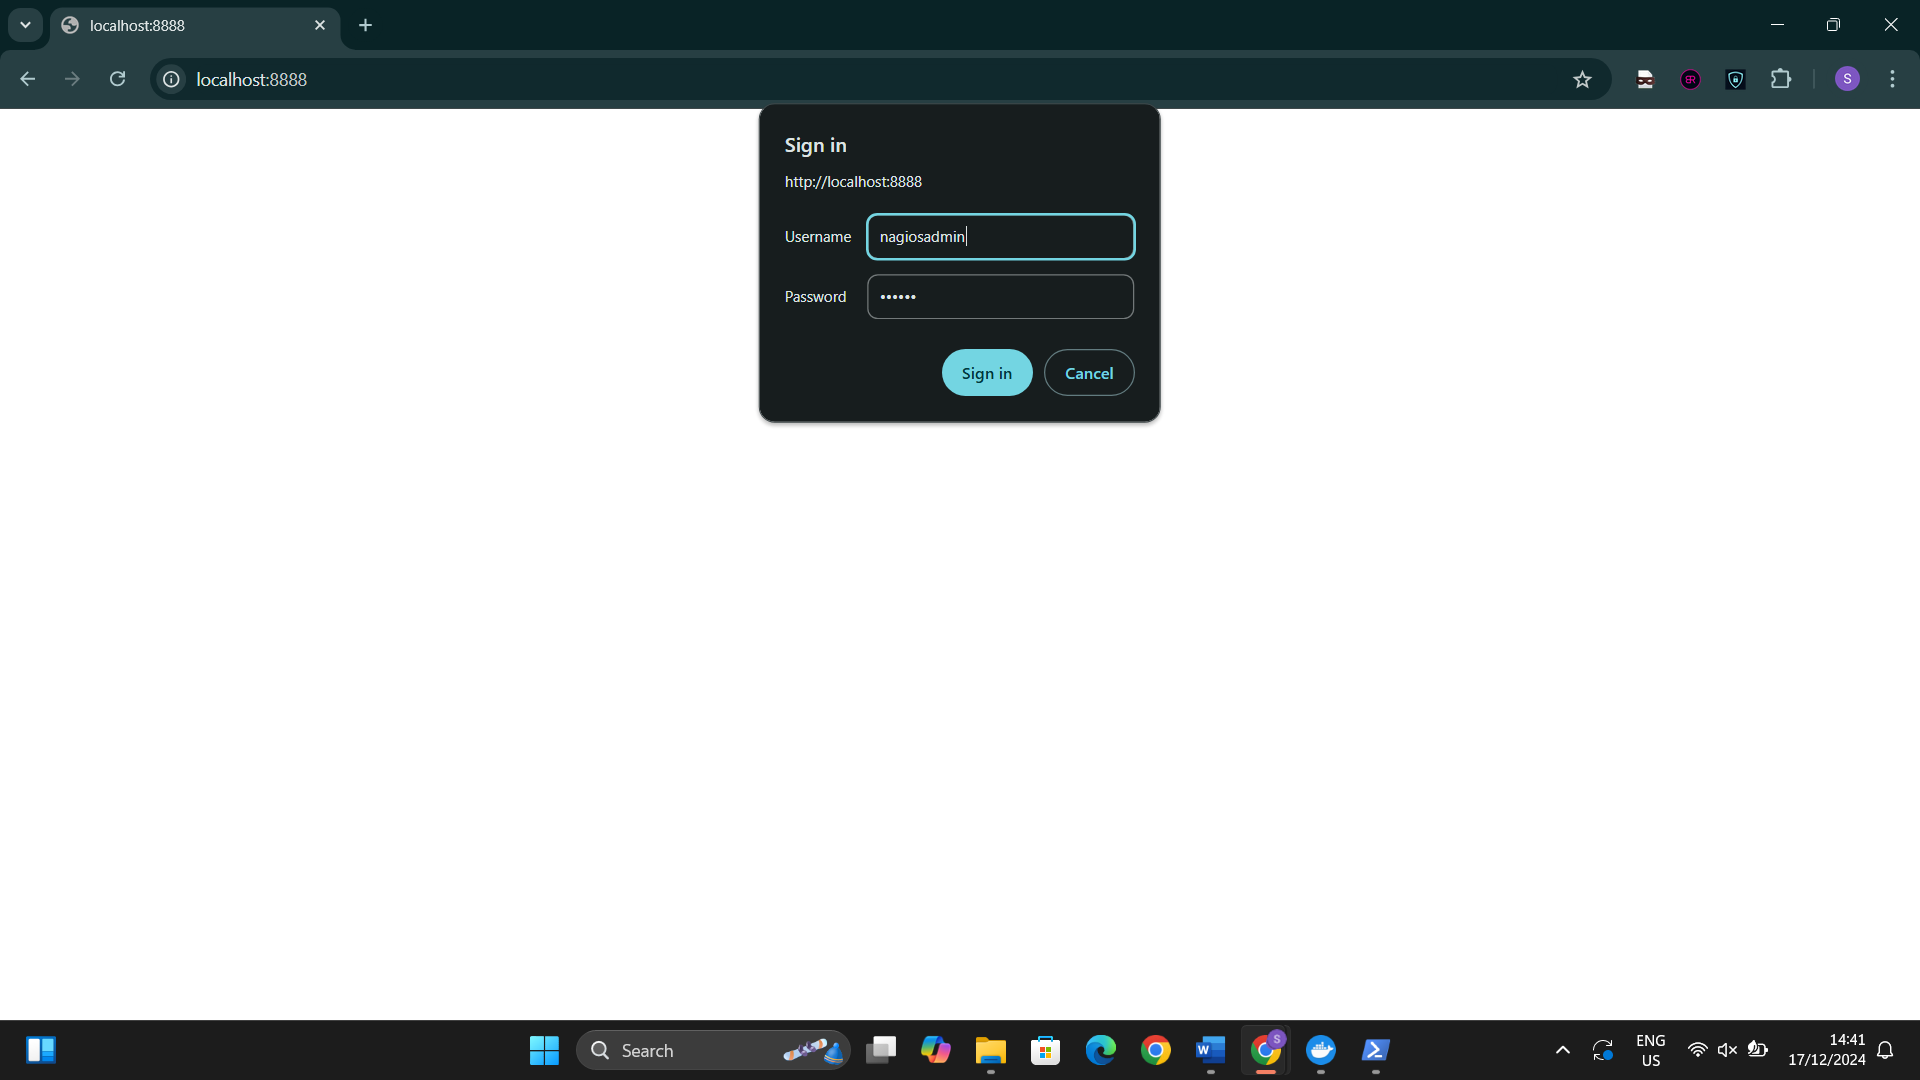 localhost:8888
localhost:8888
S
Sign in
http://localhost:8888
Username nagiosadmin
Password ••••••
Sign in Cancel
Search
ENG
US
14:41
17/12/2024